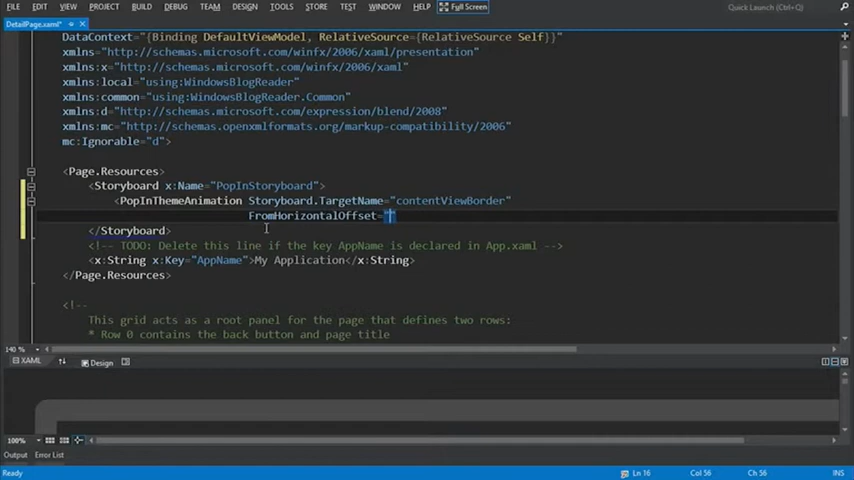 FILE EDIT VIEW PROJECT BUILD DEBUG TEAM DESIGN TOOLS STORE TEST WINDOW HELP Full Screen Quick Launch (Ctrl+Q)
DetailPage.xaml*
DataContext="{Binding DefaultViewModel, RelativeSource={RelativeSource Self}}"
xmlns="http://schemas.microsoft.com/winfx/2006/xaml/presentation"
xmlns:x="http://schemas.microsoft.com/winfx/2006/xaml"
xmlns:local="using:WindowsBlogReader"
xmlns:common="using:WindowsBlogReader.Common"
xmlns:d="http://schemas.microsoft.com/expression/blend/2008"
xmlns:mc="http://schemas.openxmlformats.org/markup-compatibility/2006"
mc:Ignorable="d">
<Page.Resources>
<Storyboard x:Name="PopInStoryboard">
<PopInThemeAnimation Storyboard.TargetName="contentViewBorder"
FromHorizontalOffset=""
</Storyboard>
<!-- TODO: Delete this line if the key AppName is declared in App.xaml -->
<x:String x:Key="AppName">My Application</x:String>
</Page.Resources>
<!--
This grid acts as a root panel for the page that defines two rows:
* Row 0 contains the back button and page title
140 %
XAML Design
100%
Output Error List
Ready Ln 16 Col 56 Ch 56